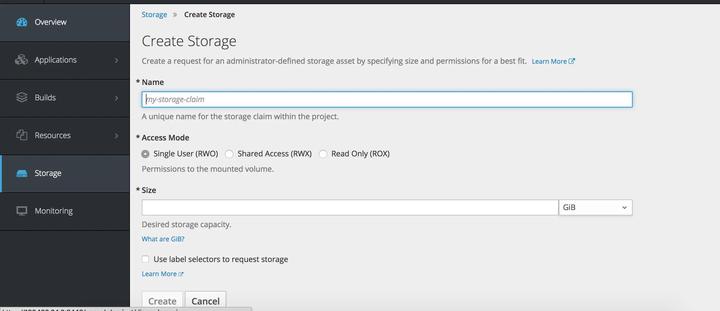 Storage » Create Storage
Overview
Applications
Builds
Resources
Storage
Monitoring
Create Storage
Create a request for an administrator-defined storage asset by specifying size and permissions for a best fit. Learn More
* Name
my-storage-claim
A unique name for the storage claim within the project.
* Access Mode
Single User (RWO) Shared Access (RWX) Read Only (ROX)
Permissions to the mounted volume.
* Size
GiB
Desired storage capacity.
What are GiB?
Use label selectors to request storage
Learn More
Create Cancel